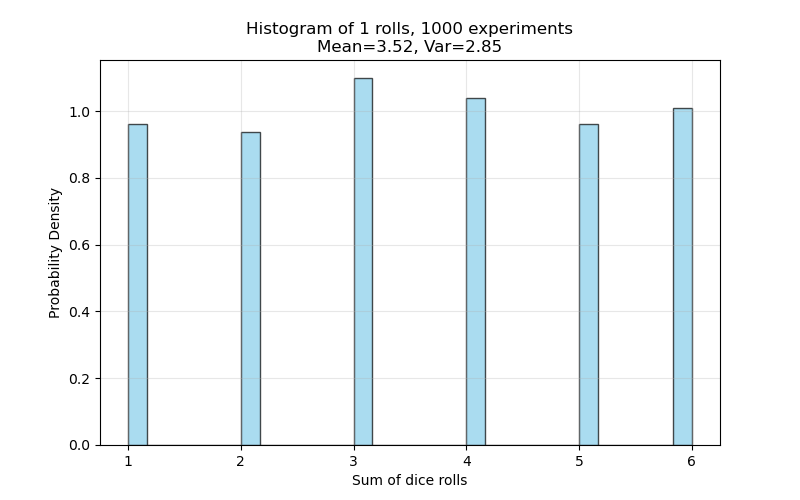 Histogram of 1 rolls, 1000 experiments
Mean=3.52, Var=2.85
Probability Density
1.0
0.8
0.6
0.4
0.2
0.0
1 2 3 4 5 6
Sum of dice rolls